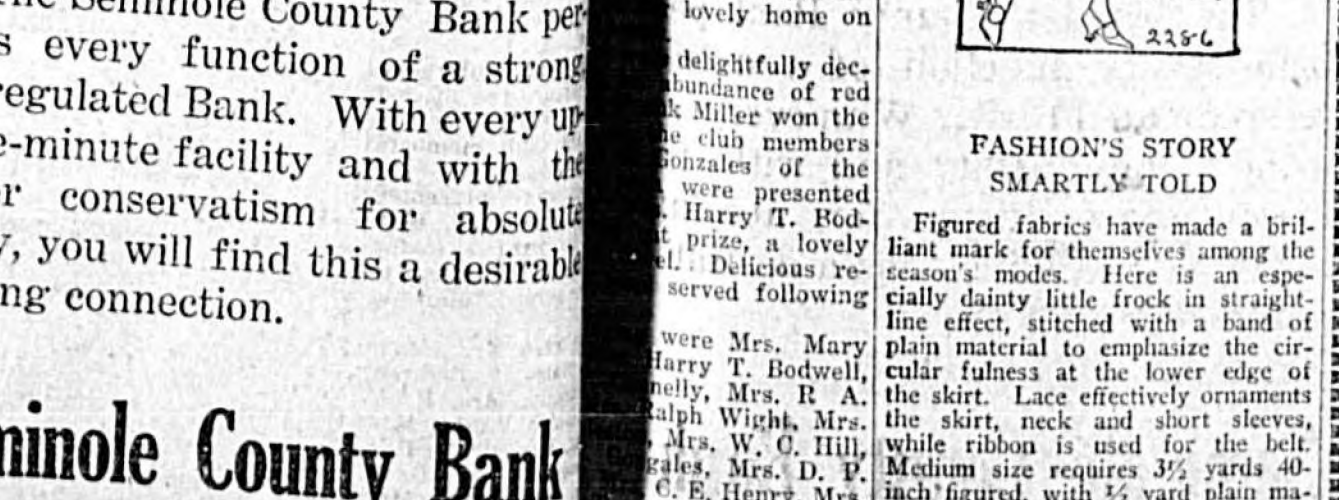 The Seminole County Bank per-
s every function of a strong
regulated Bank. With every up-
e-minute facility and with the
r conservatism for absolute
y, you will find this a desirable
ng connection.
minole County Bank
lovely home on
delightfully dec-
bundance of red
k Miller won the
e club members
Gonzales of the
were presented
. Harry T. Bod-
t prize, a lovely
el. Delicious re-
served following
were Mrs. Mary
Harry T. Bodwell,
nelly, Mrs. R A.
Ralph Wight, Mrs.
, Mrs. W. C. Hill,
gales, Mrs. D. P.
C. E. Henry, Mrs
2286
FASHION'S STORY
SMARTLY TOLD
Figured fabrics have made a bril-
liant mark for themselves among the
season's modes. Here is an espe-
cially dainty little frock in straight-
line effect, stitched with a band of
plain material to emphasize the cir-
cular fulness at the lower edge of
the skirt. Lace effectively ornaments
the skirt, neck and short sleeves,
while ribbon is used for the belt.
Medium size requires 3½ yards 40-
inch figured, with yard plain ma-